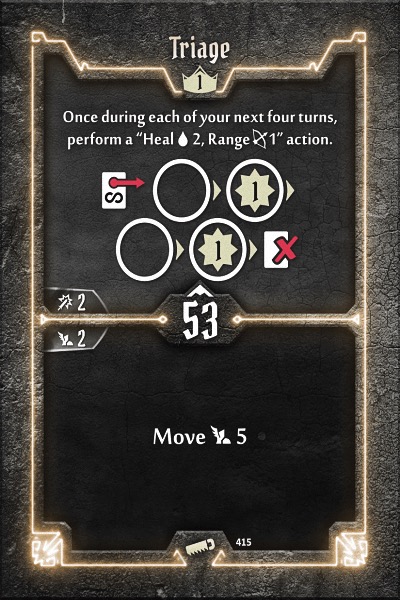 Triage
1
Once during each of your next four turns,
perform a “Heal 2, Range 1” action.
1
1
2
53
2
Move 5
415